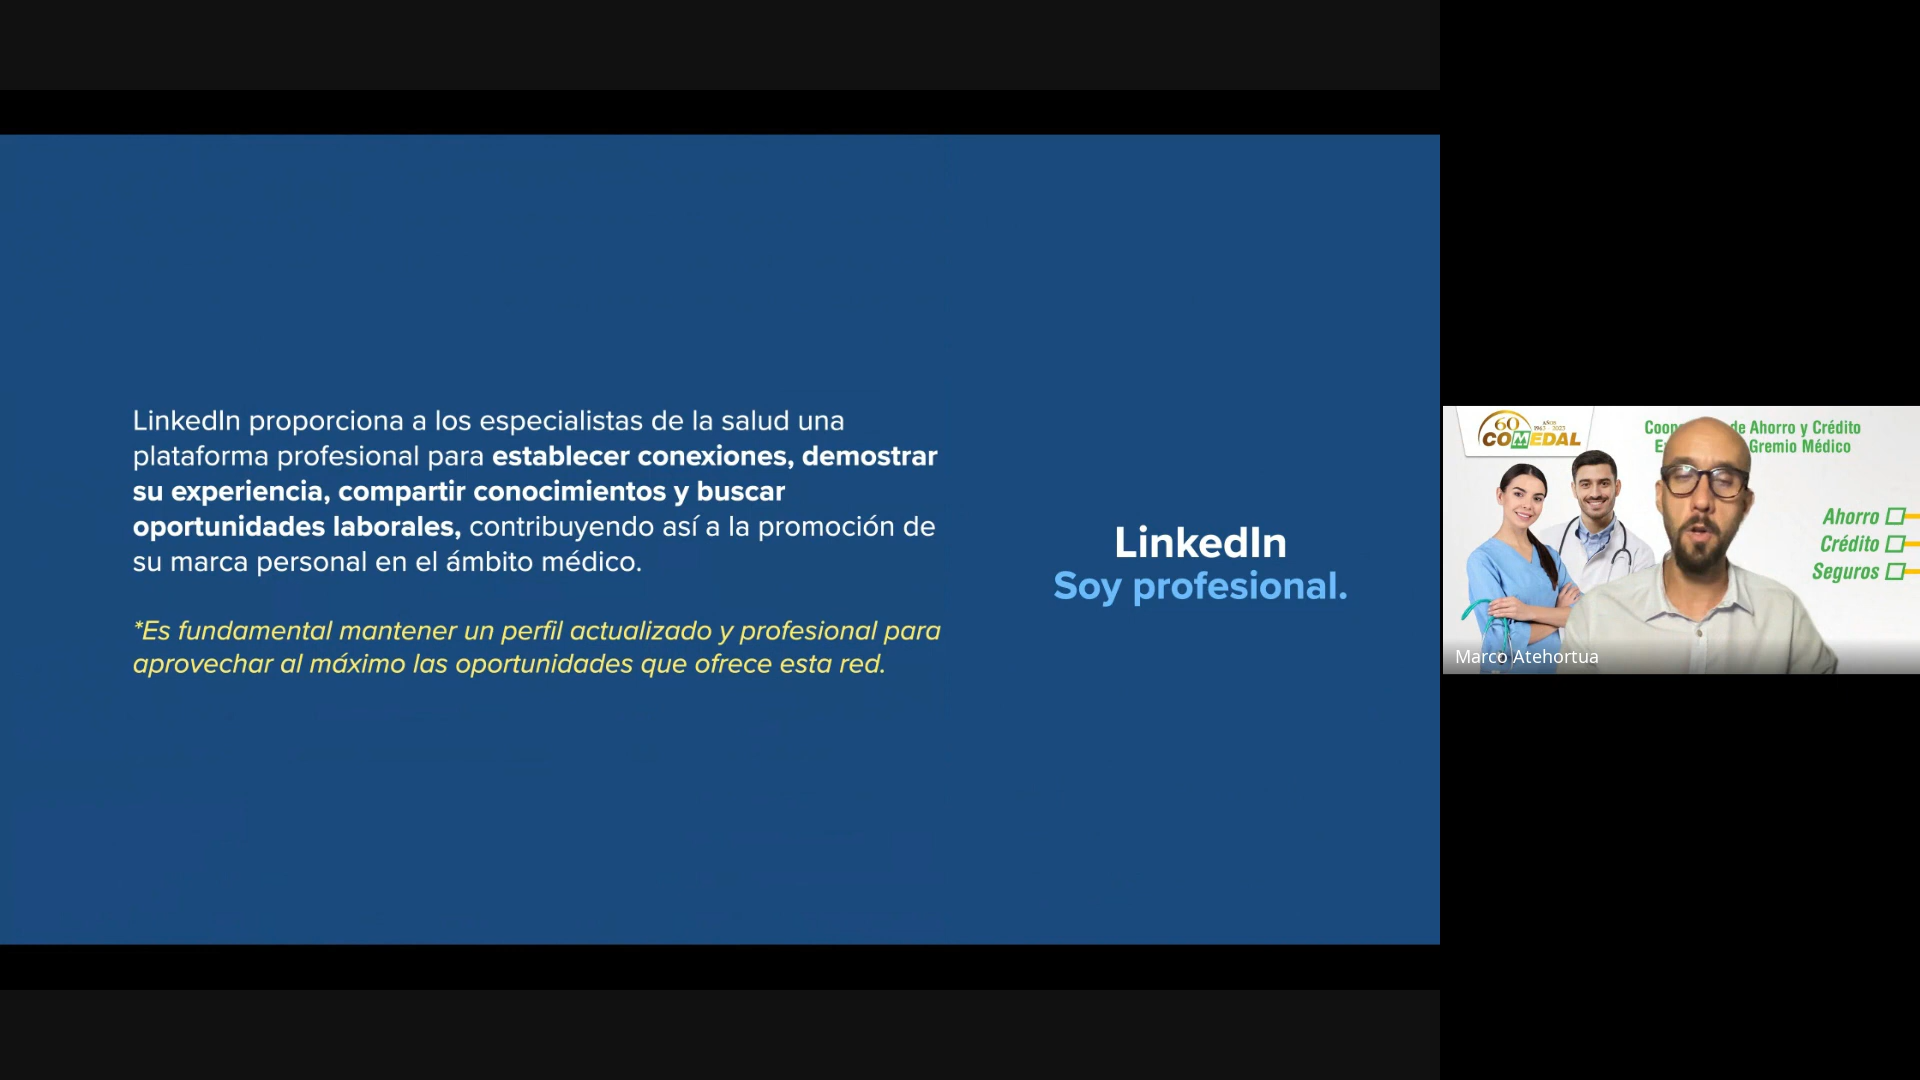 LinkedIn proporciona a los especialistas de la salud una
plataforma profesional para establecer conexiones, demostrar
su experiencia, compartir conocimientos y buscar
oportunidades laborales, contribuyendo así a la promoción de
su marca personal en el ámbito médico.
*Es fundamental mantener un perfil actualizado y profesional para
aprovechar al máximo las oportunidades que ofrece esta red.
LinkedIn
Soy profesional.
60 AÑOS
COMEDAL
de Ahorro y Crédito
Gremio Médico
Ahorro
Crédito
Seguros
Marco Atehortua